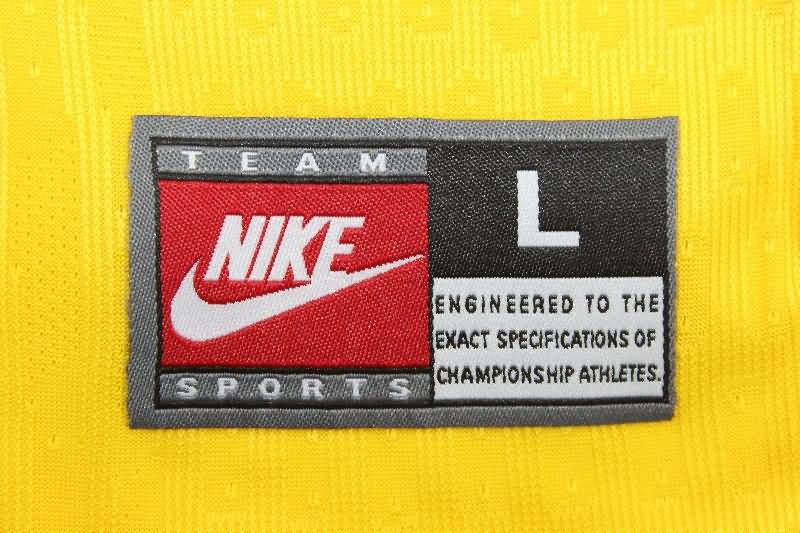 TEAM
NIKE
SPORTS
L
ENGINEERED TO THE
EXACT SPECIFICATIONS OF
CHAMPIONSHIP ATHLETES.